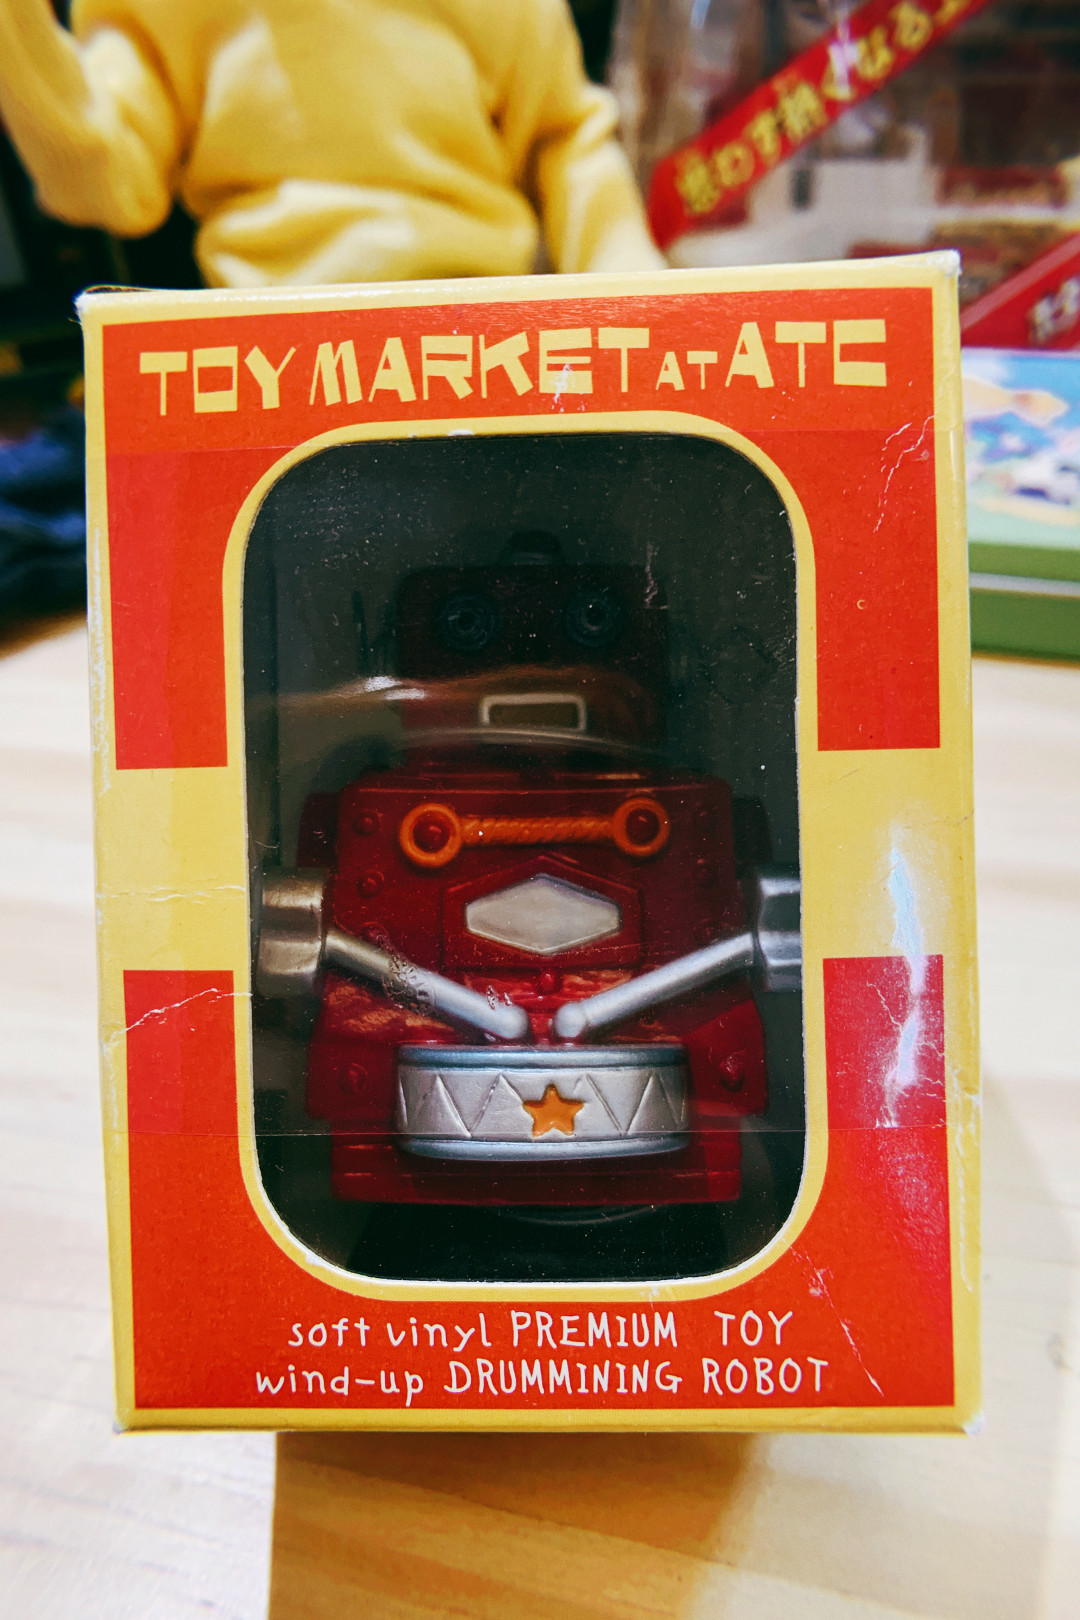 TOY MARKET AT ATC
soft vinyl PREMIUM TOY
wind-up DRUMMINING ROBOT